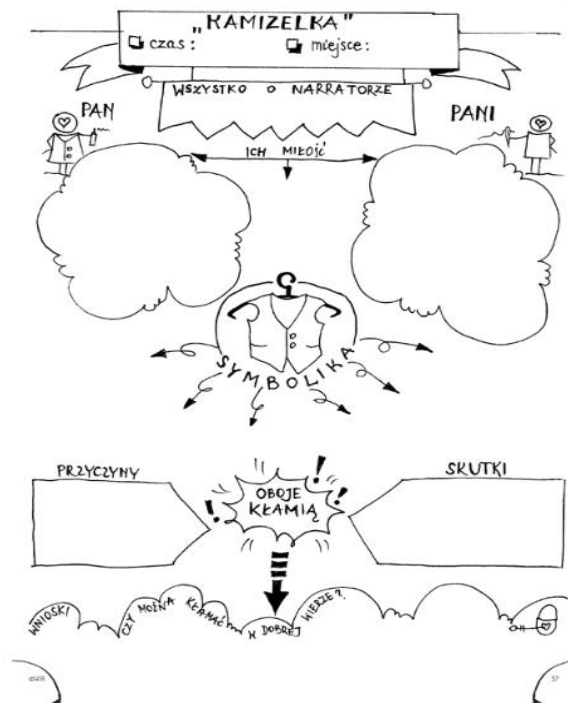 "KAMIZELKA"
czas:
miejsce:
WSZYSTKO O NARRATORZE
PAN
PANI
ICH MIŁOŚĆ
SYMBOLIKA
PRZYCZYNY
SKUTKI
OBOJE
KŁAMIĄ
WNIOSKI
CZY MOŻNA KŁAMAĆ W DOBREJ WIERZE?
57